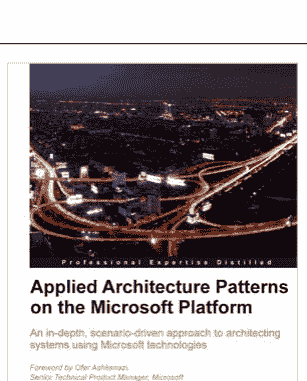 Professional Expertise Distilled
Applied Architecture Patterns
on the Microsoft Platform
An in-depth, scenario-driven approach to architecting
systems using Microsoft technologies
Foreword by Ofer Ashkenazi,
Senior Technical Product Manager, Microsoft